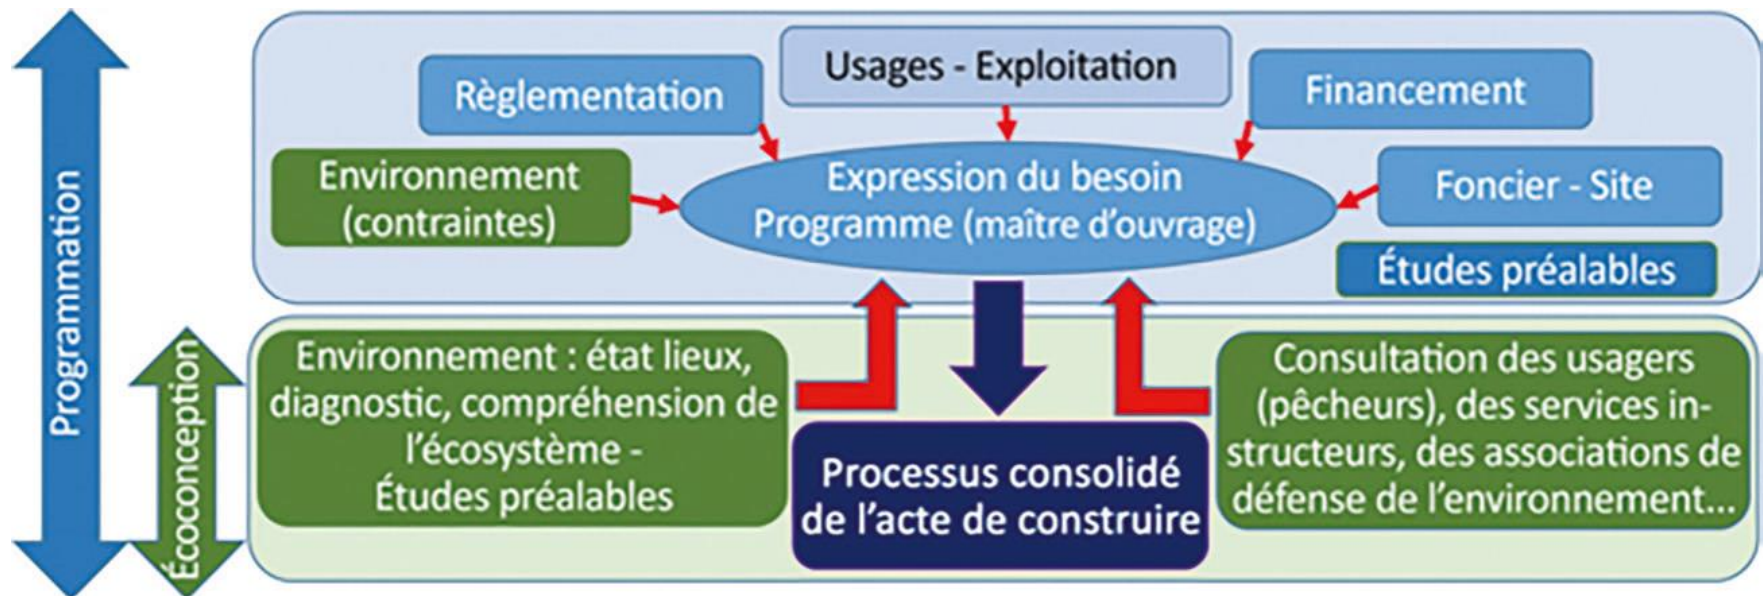 Programmation
Écoconception
Usages - Exploitation
Règlementation
Financement
Environnement
(contraintes)
Expression du besoin
Programme (maître d'ouvrage)
Foncier - Site
Études préalables
Environnement : état lieux,
diagnostic, compréhension de
l'écosystème -
Études préalables
Processus consolidé
de l'acte de construire
Consultation des usagers
(pêcheurs), des services in-
structeurs, des associations de
défense de l'environnement...